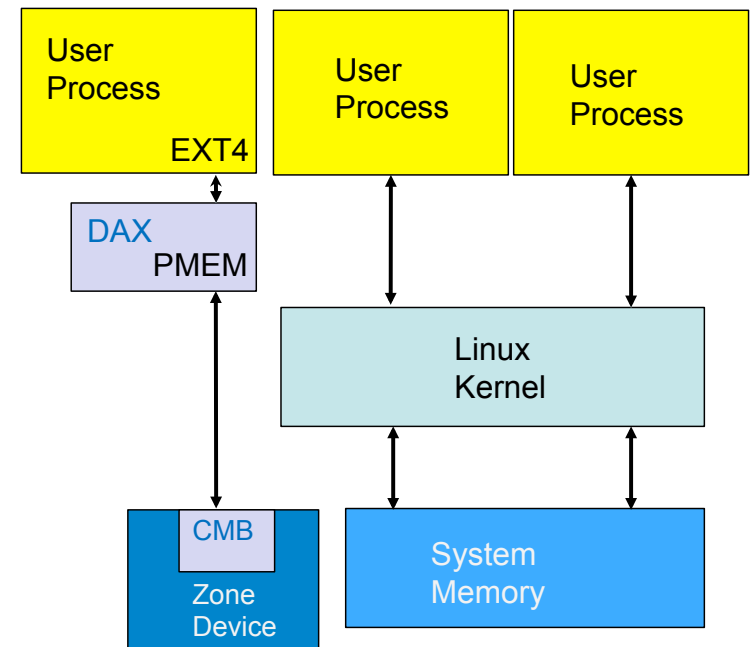 User
Process
EXT4
User
Process
User
Process
DAX
PMEM
Linux
Kernel
CMB
Zone
Device
System
Memory